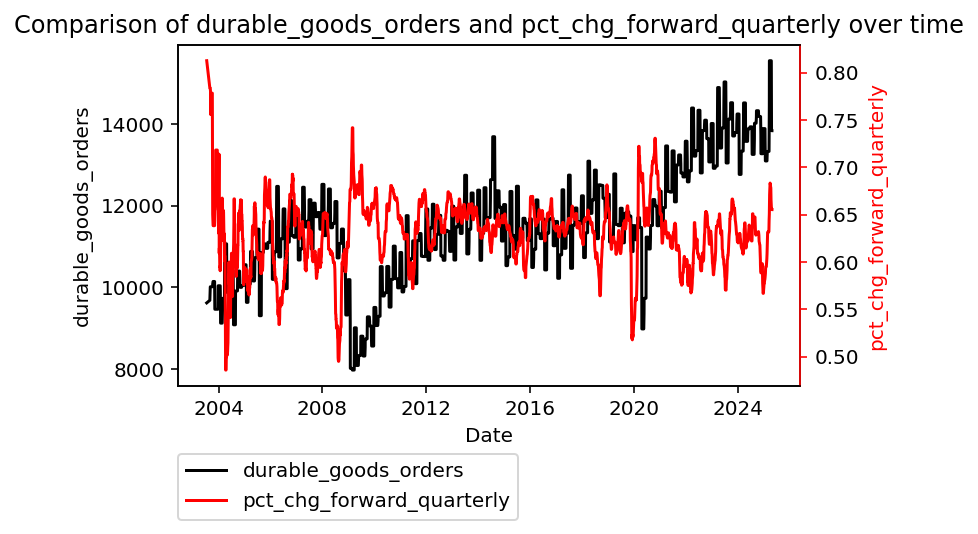 Comparison of durable_goods_orders and pct_chg_forward_quarterly over time
durable_goods_orders
14000
12000
10000
8000
0.80
0.75
0.70
0.65
0.60
0.55
0.50
pct_chg_forward_quarterly
2004 2008 2012 2016 2020 2024
Date
durable_goods_orders
pct_chg_forward_quarterly